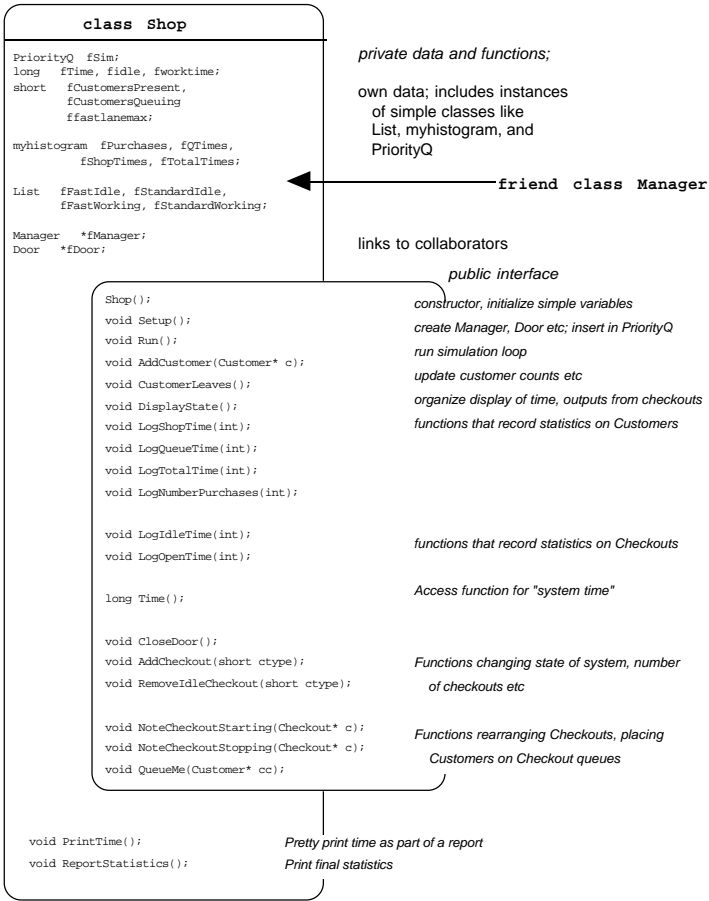 class Shop
PriorityQ fSim;
long fTime, fidle, fworktime;
short fCustomersPresent,
fCustomersQueuing
ffastlanemax;
myhistogram fPurchases, fQTimes,
fShopTimes, fTotalTimes;
List fFastIdle, fStandardIdle,
fFastWorking, fStandardWorking;
Manager *fManager;
Door *fDoor;
private data and functions;
own data; includes instances
of simple classes like
List, myhistogram, and
PriorityQ
friend class Manager
links to collaborators
public interface
Shop(); constructor, initialize simple variables
void Setup(); create Manager, Door etc; insert in PriorityQ
void Run(); run simulation loop
void AddCustomer(Customer* c); update customer counts etc
void CustomerLeaves();
void DisplayState(); organize display of time, outputs from checkouts
void LogShopTime(int); functions that record statistics on Customers
void LogQueueTime(int);
void LogTotalTime(int);
void LogNumberPurchases(int);
void LogIdleTime(int); functions that record statistics on Checkouts
void LogOpenTime(int);
long Time(); Access function for "system time"
void CloseDoor();
void AddCheckout(short ctype); Functions changing state of system, number
void RemoveIdleCheckout(short ctype); of checkouts etc
void NoteCheckoutStarting(Checkout* c); Functions rearranging Checkouts, placing
void NoteCheckoutStopping(Checkout* c); Customers on Checkout queues
void QueueMe(Customer* cc);
void PrintTime(); Pretty print time as part of a report
void ReportStatistics(); Print final statistics